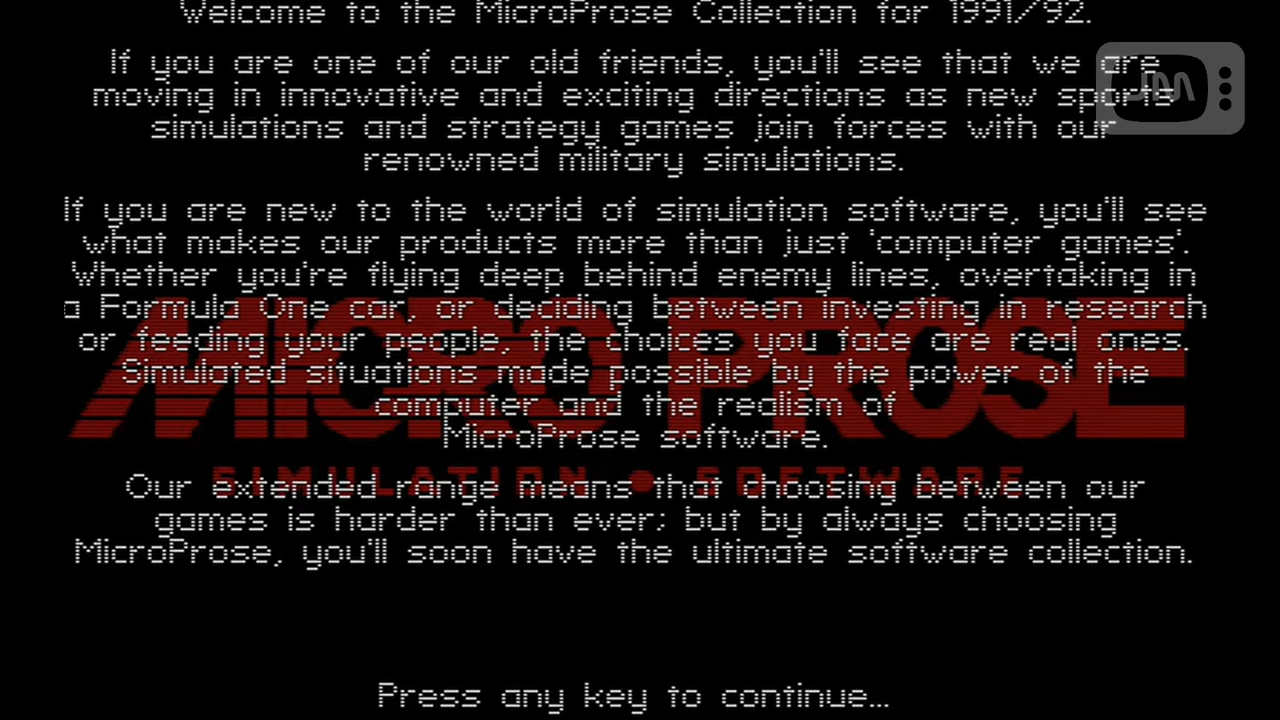 Welcome to the MicroProse Collection for 1991/92.
If you are one of our old friends, you'll see that we are
moving in innovative and exciting directions as new sports
simulations and strategy games join forces with our
renowned military simulations.
If you are new to the world of simulation software, you'll see
what makes our products more than just 'computer games'.
Whether you're flying deep behind enemy lines, overtaking in
a Formula One car, or deciding between investing in research
or feeding your people, the choices you face are real ones.
Simulated situations made possible by the power of the
computer and the realism of
MicroProse software.
MICRO PROSE
SIMULATION • SOFTWARE
Our extended range means that choosing between our
games is harder than ever; but by always choosing
MicroProse, you'll soon have the ultimate software collection.
Press any key to continue...